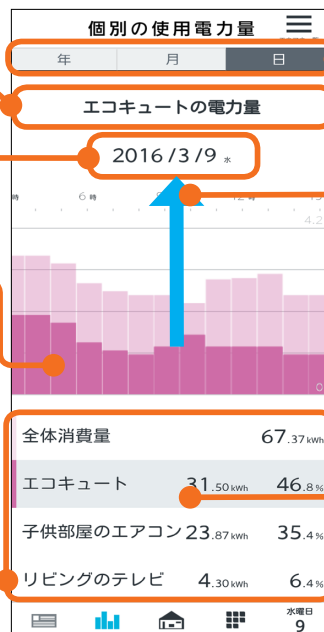 個別の使用電力量
年 月 日
エコキュートの電力量
2016/3/9 水
時 6時 12時
4.2
0
全体消費量 67.37kWh
エコキュート 31.50kWh 46.8%
子供部屋のエアコン 23.87kWh 35.4%
リビングのテレビ 4.30kWh 6.4%
水曜日
9